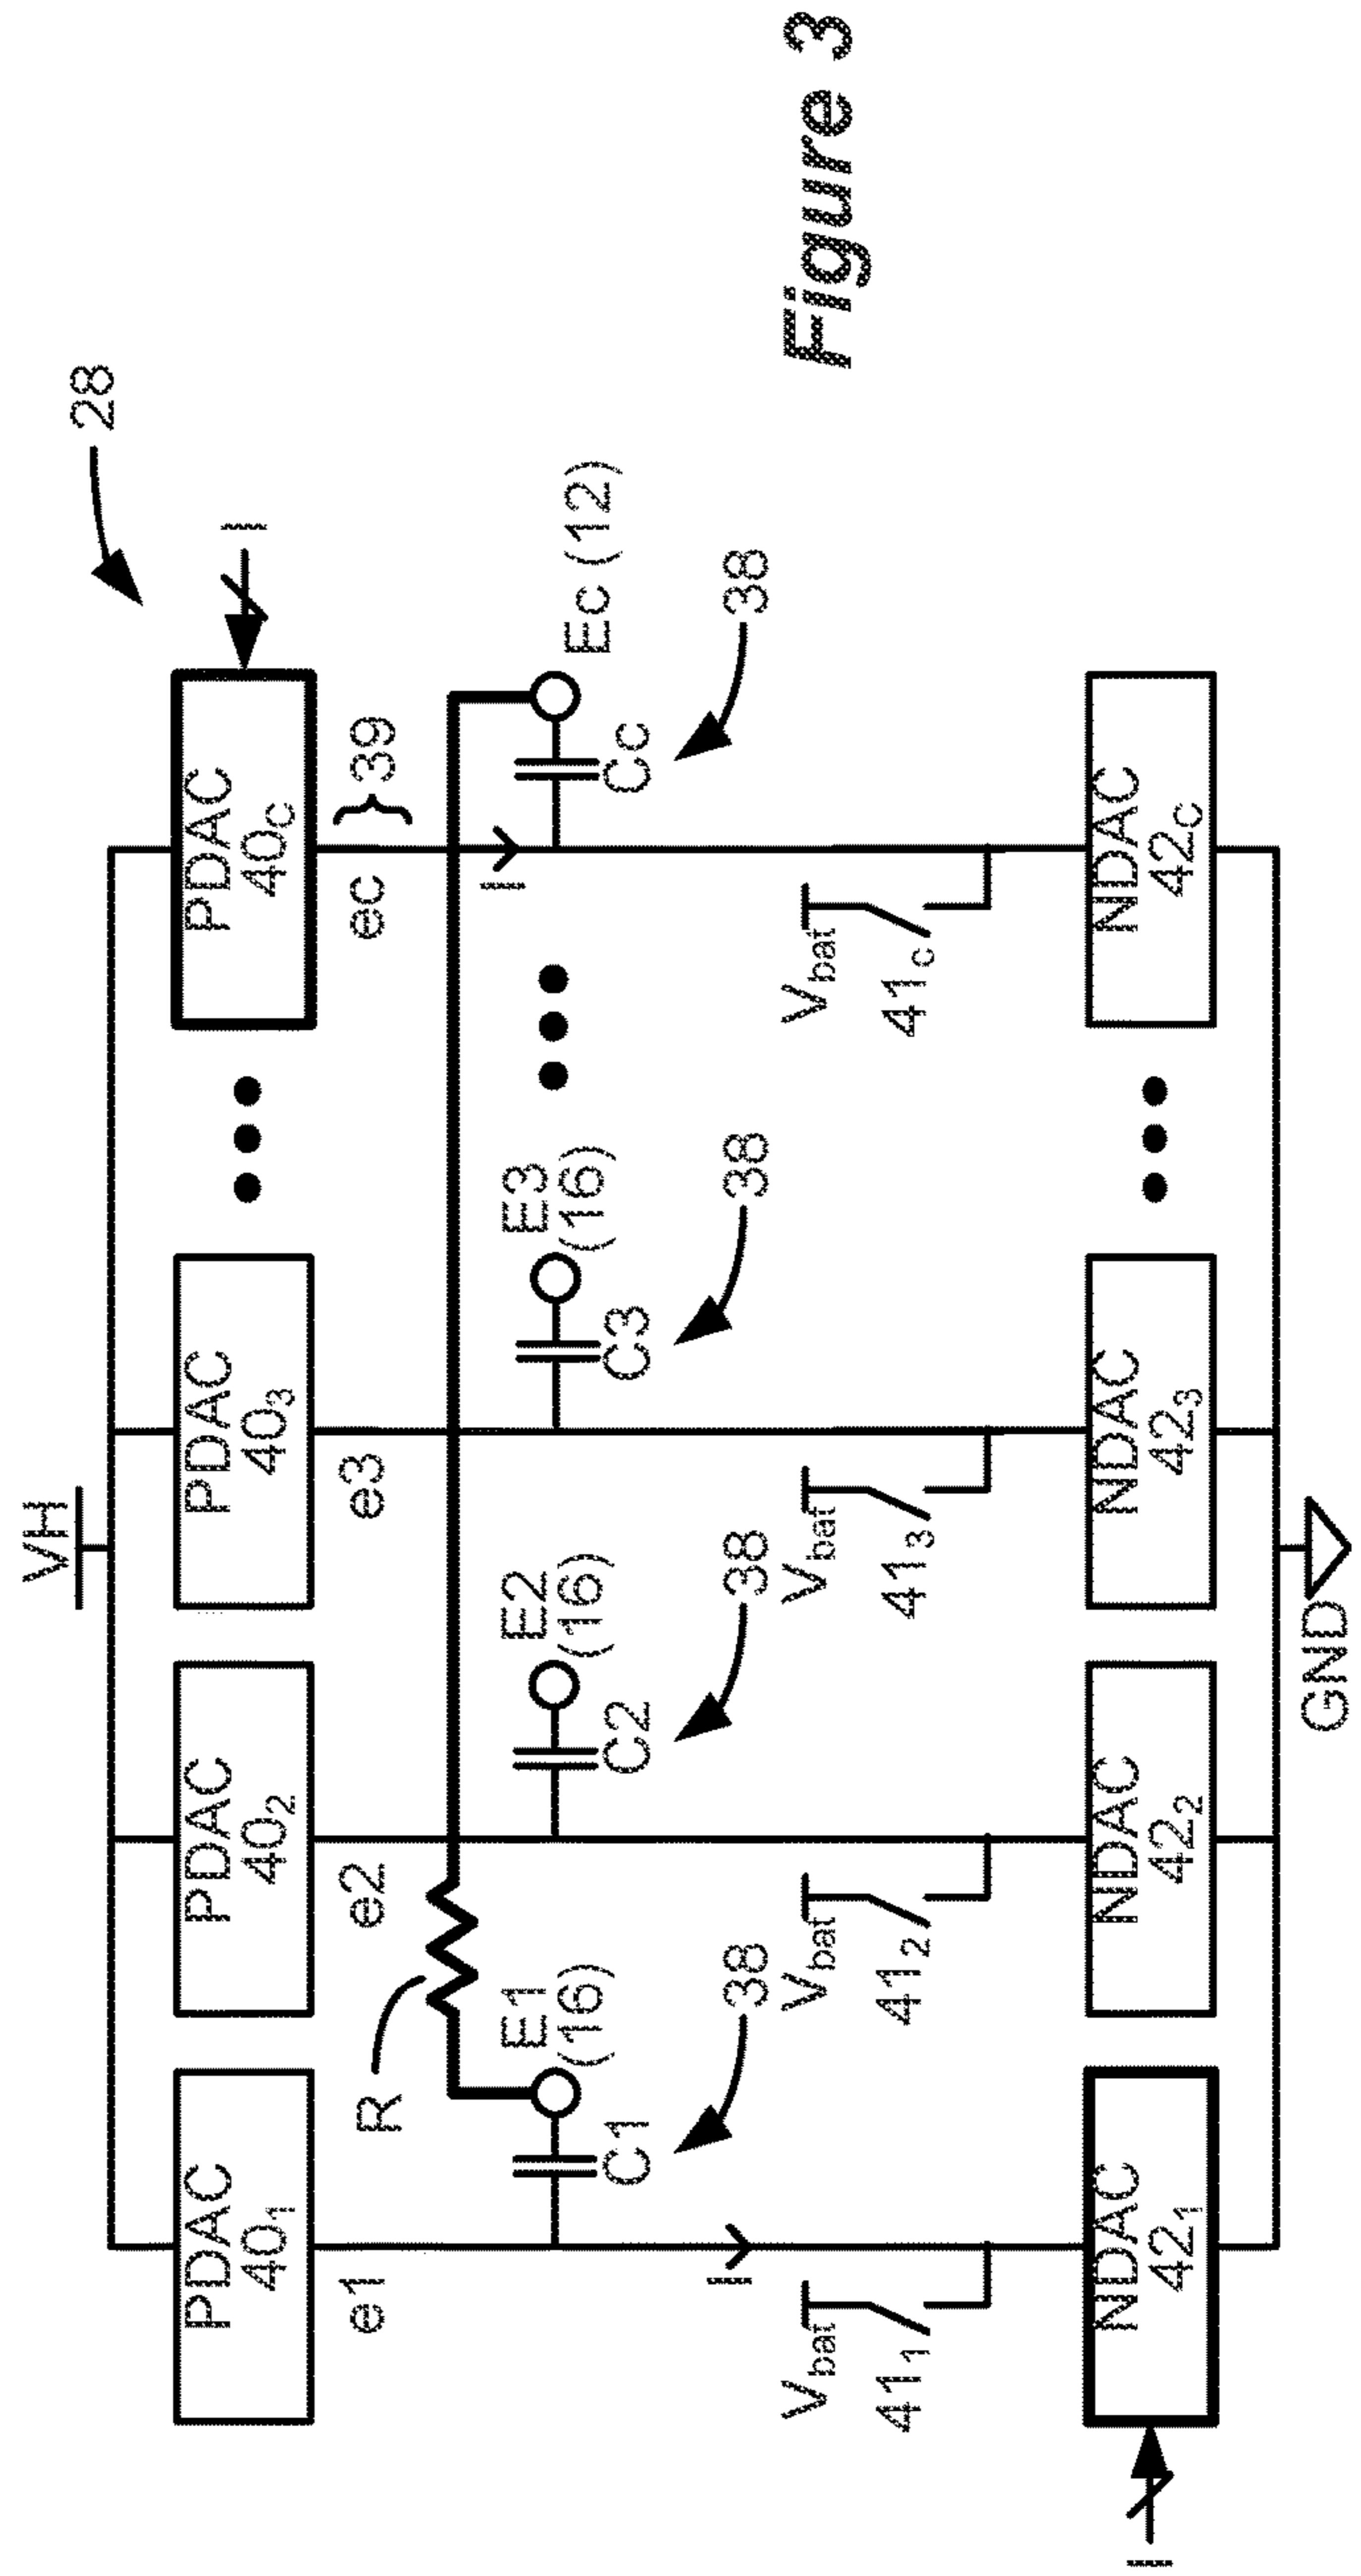 28
VH
PDAC
40₁
PDAC
40₂
PDAC
40₃
PDAC
40c
I
e1
e2
e3
ec
39
R
I
E1
(16)
E2
(16)
E3
(16)
Ec (12)
C1
C2
C3
Cc
38
38
38
38
I
Vbat
41₁
Vbat
41₂
Vbat
41₃
Vbat
41c
I
NDAC
42₁
NDAC
42₂
NDAC
42₃
NDAC
42c
GND
Figure 3